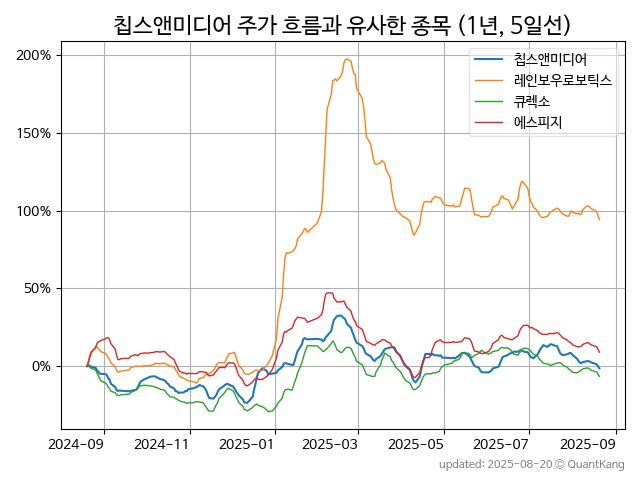 칩스앤미디어 주가 흐름과 유사한 종목 (1년, 5일선)
200%
150%
100%
50%
0%
칩스앤미디어
레인보우로보틱스
큐렉소
에스피지
2024-09 2024-11 2025-01 2025-03 2025-05 2025-07 2025-09
updated: 2025-08-20 © QuantKang